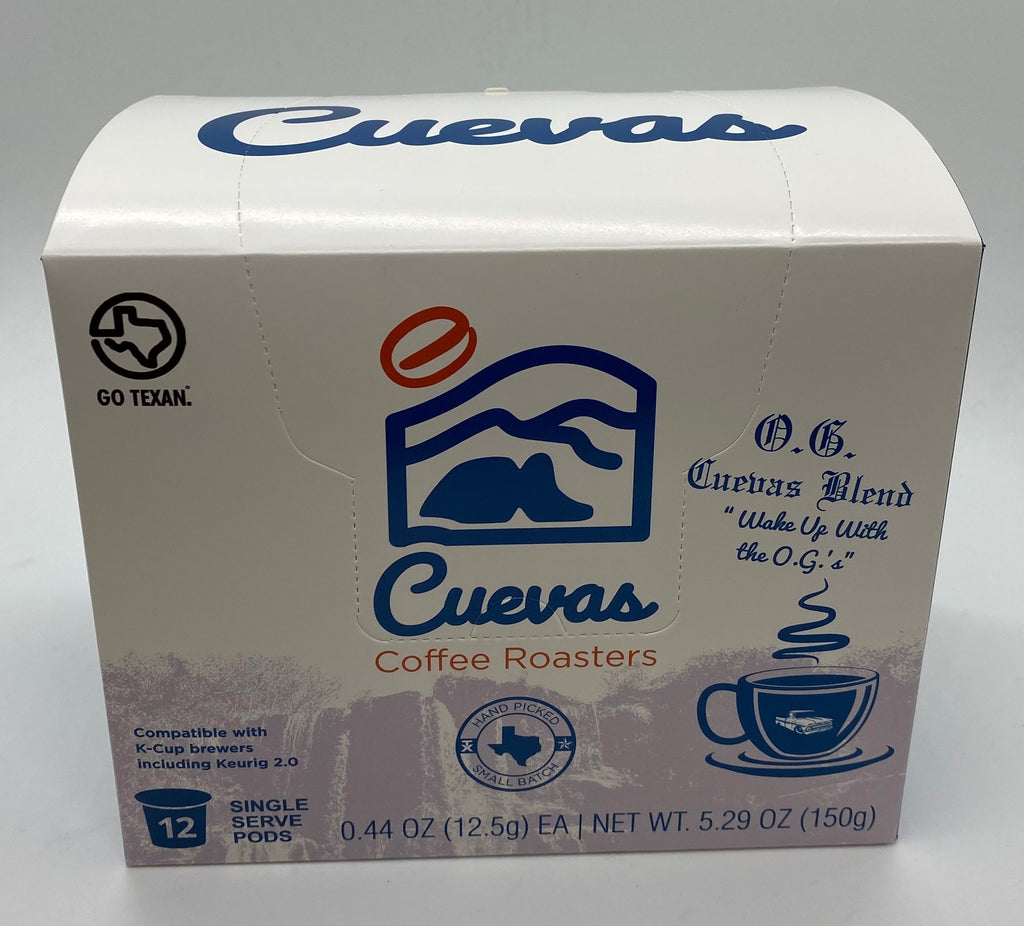 Cuevas
GO TEXAN.
O.G.
Cuevas Blend
"Wake Up With
the O.G.'s"
Cuevas
Coffee Roasters
HAND PICKED
TX
SMALL BATCH
Compatible with
K-Cup brewers
including Keurig 2.0
12
SINGLE
SERVE
PODS
0.44 OZ (12.5g) EA | NET WT. 5.29 OZ (150g)